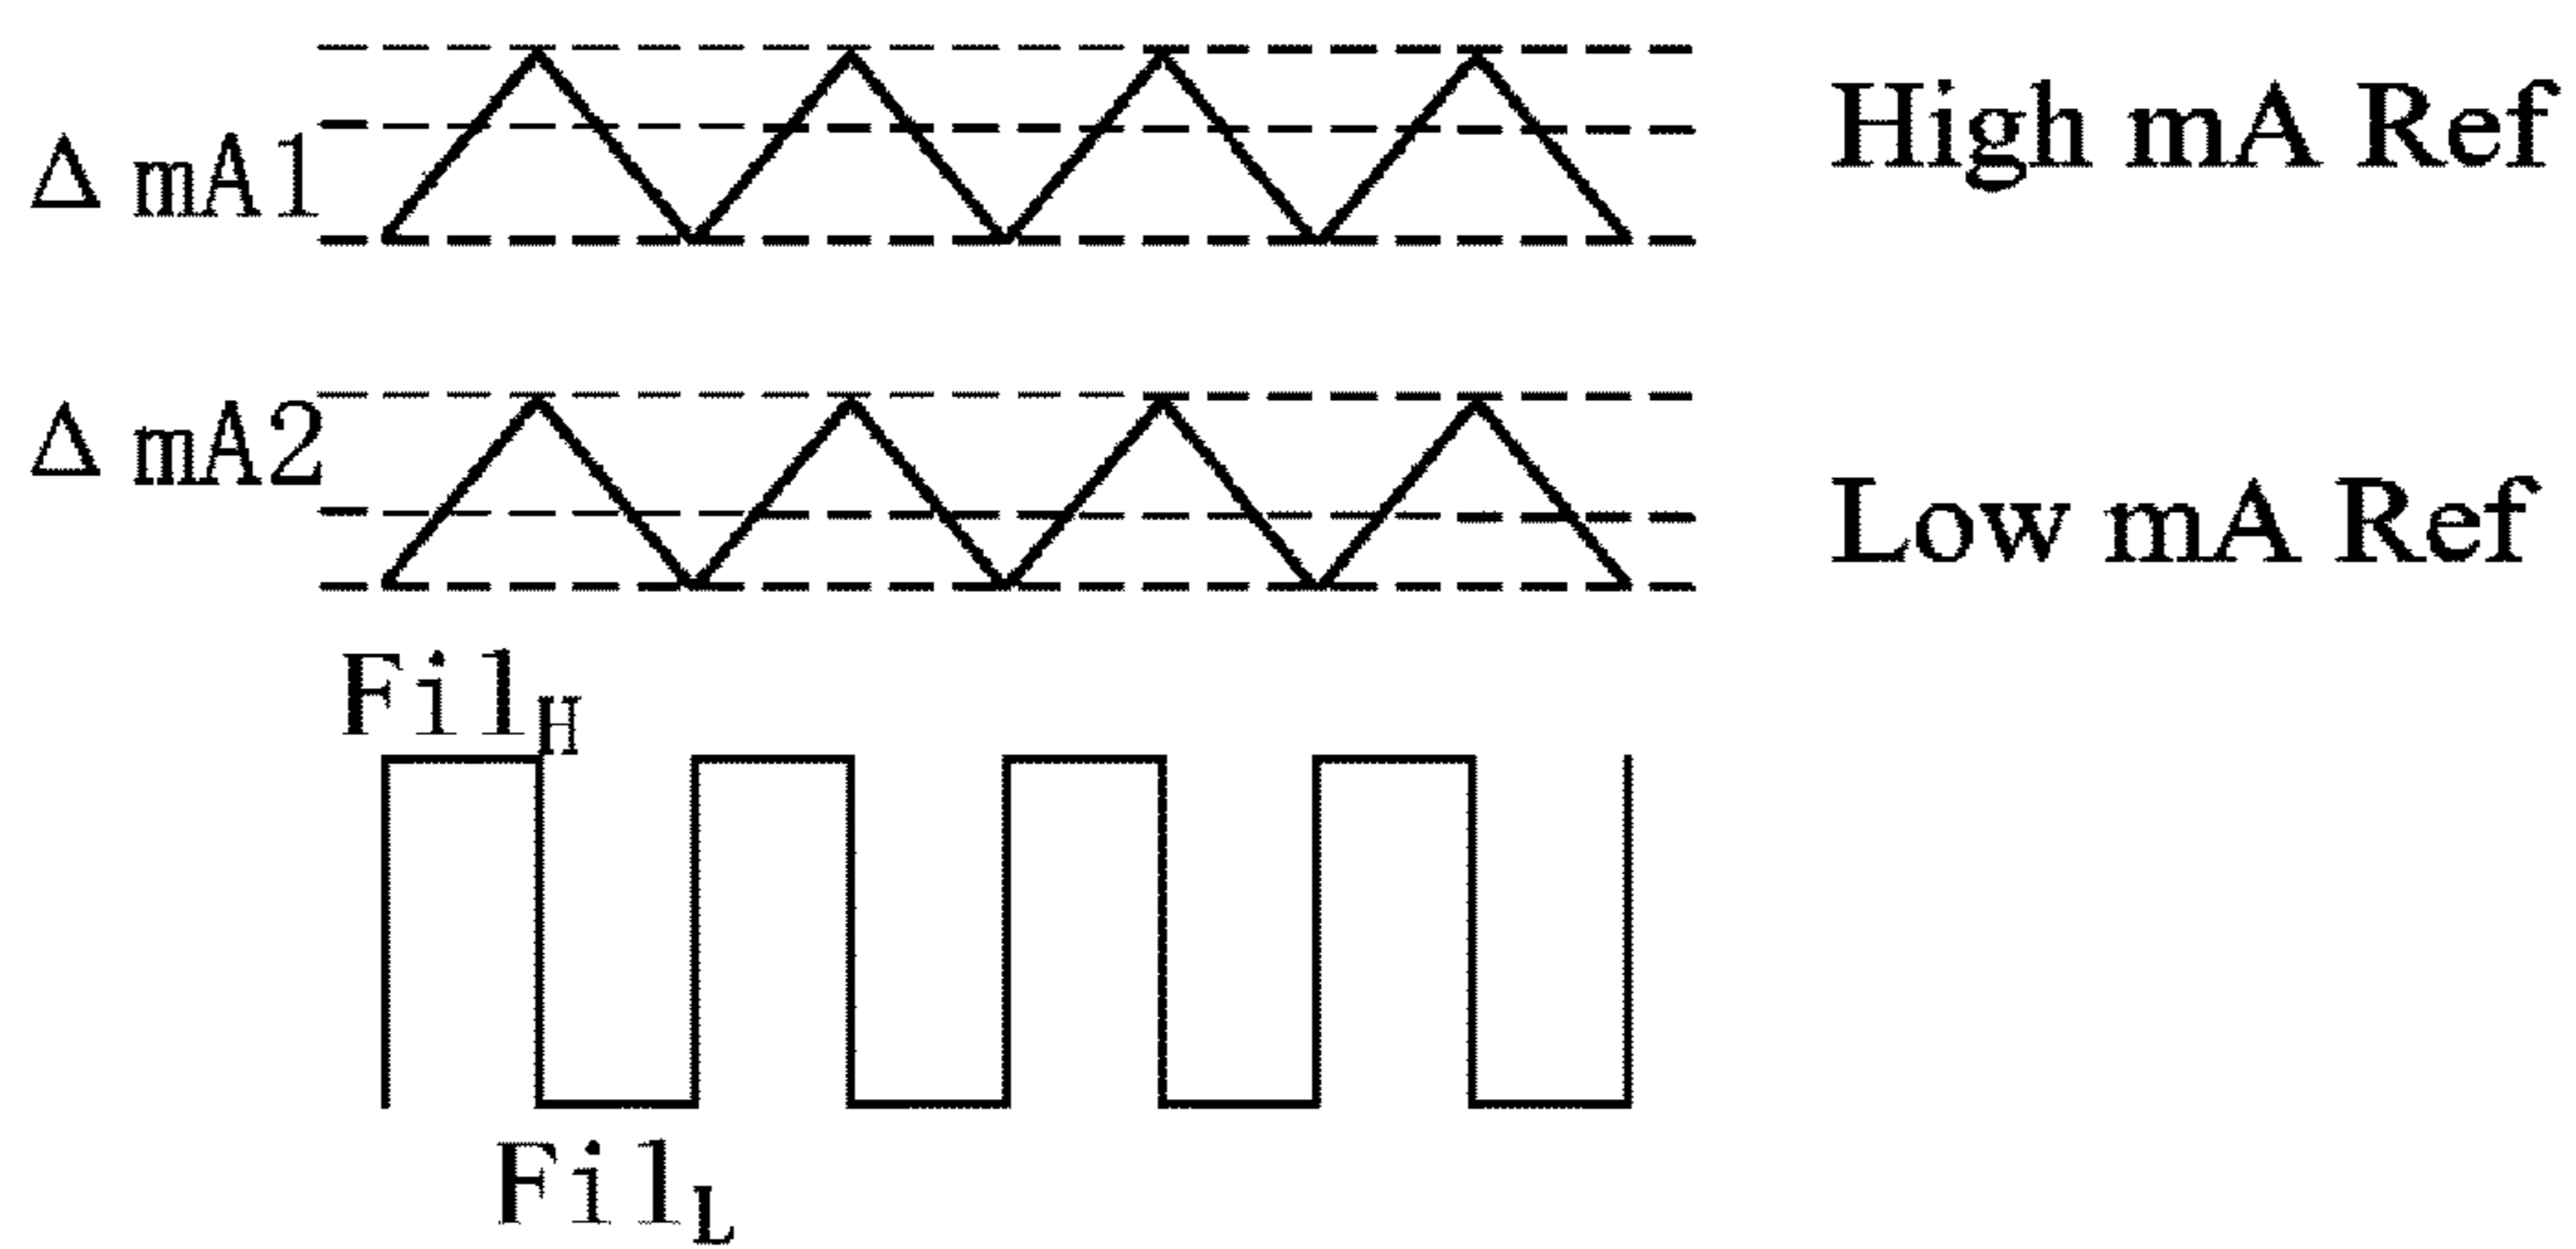 High mA Ref
Δ mA1
Δ mA2
Low mA Ref
Fil_H
Fil_L